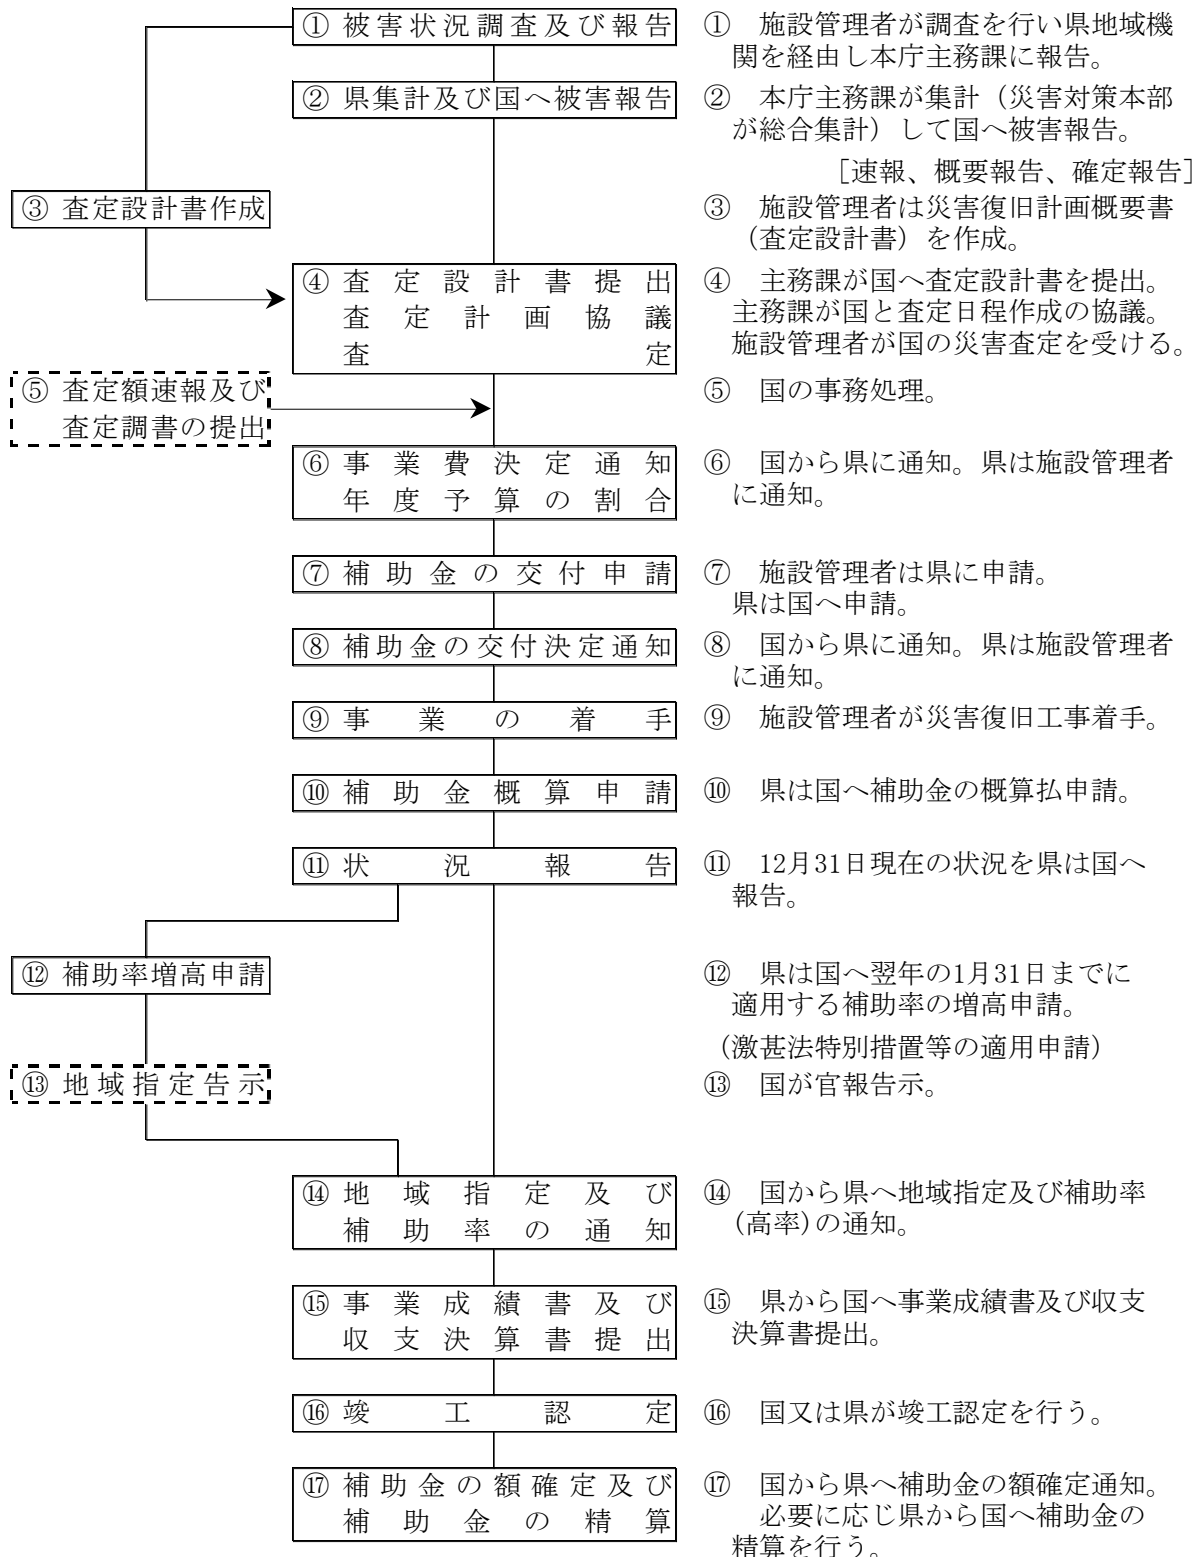 ① 被害状況調査及び報告
① 施設管理者が調査を行い県地域機
関を経由し本庁主務課に報告。
② 県集計及び国へ被害報告
② 本庁主務課が集計（災害対策本部
が総合集計）して国へ被害報告。
［速報、概要報告、確定報告］
③ 査定設計書作成
③ 施設管理者は災害復旧計画概要書
（査定設計書）を作成。
④ 査定設計書提出
査定計画協議
査定
④ 主務課が国へ査定設計書を提出。
主務課が国と査定日程作成の協議。
施設管理者が国の災害査定を受ける。
⑤ 査定額速報及び
査定調書の提出
⑤ 国の事務処理。
⑥ 事業費決定通知
年度予算の割合
⑥ 国から県に通知。県は施設管理者
に通知。
⑦ 補助金の交付申請
⑦ 施設管理者は県に申請。
県は国へ申請。
⑧ 補助金の交付決定通知
⑧ 国から県に通知。県は施設管理者
に通知。
⑨ 事業の着手
⑨ 施設管理者が災害復旧工事着手。
⑩ 補助金概算申請
⑩ 県は国へ補助金の概算払申請。
⑪ 状況報告
⑪ 12月31日現在の状況を県は国へ
報告。
⑫ 補助率増高申請
⑫ 県は国へ翌年の1月31日までに
適用する補助率の増高申請。
（激甚法特別措置等の適用申請）
⑬ 地域指定告示
⑬ 国が官報告示。
⑭ 地域指定及び
補助率の通知
⑭ 国から県へ地域指定及び補助率
(高率)の通知。
⑮ 事業成績書及び
収支決算書提出
⑮ 県から国へ事業成績書及び収支
決算書提出。
⑯ 竣工認定
⑯ 国又は県が竣工認定を行う。
⑰ 補助金の額確定及び
補助金の精算
⑰ 国から県へ補助金の額確定通知。
必要に応じ県から国へ補助金の
精算を行う。